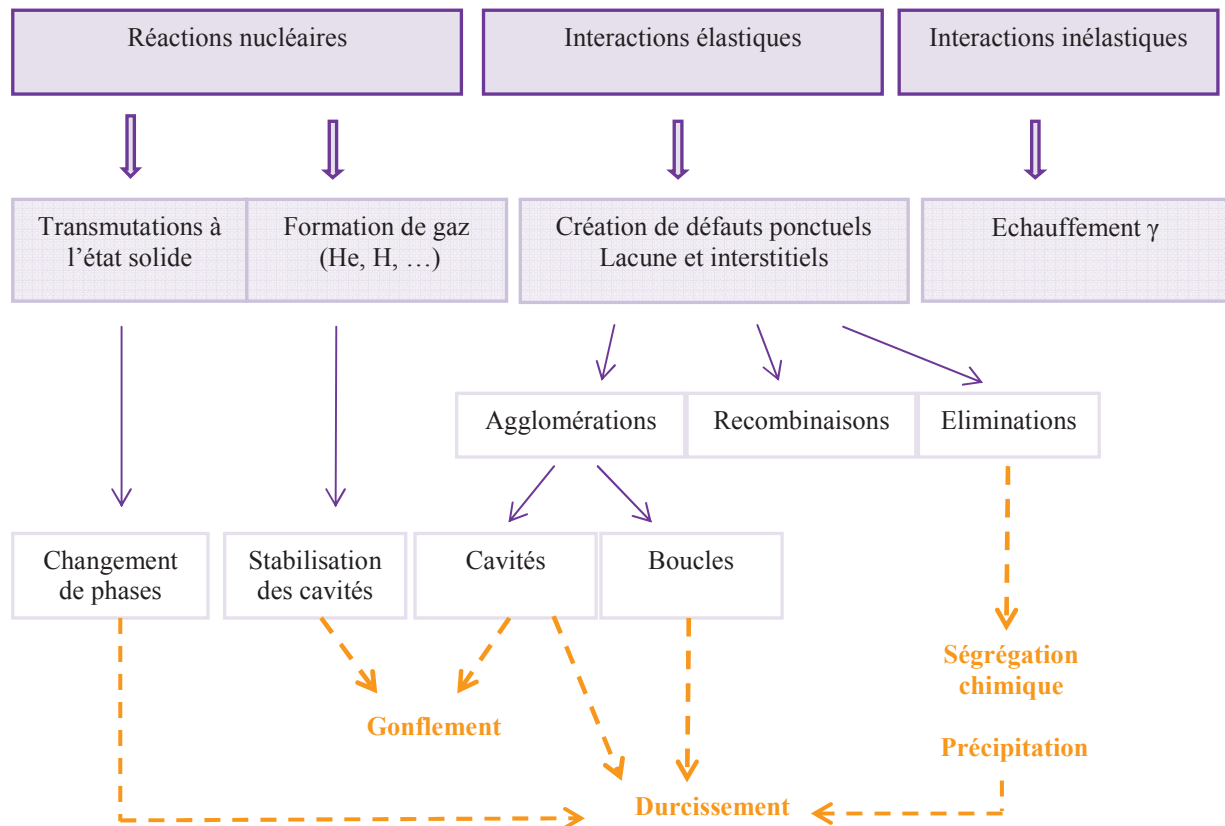 Réactions nucléaires
Interactions élastiques
Interactions inélastiques
Transmutations à
l’état solide
Formation de gaz
(He, H, …)
Création de défauts ponctuels
Lacune et interstitiels
Echauffement γ
Agglomérations
Recombinaisons
Eliminations
Changement
de phases
Stabilisation
des cavités
Cavités
Boucles
Ségrégation
chimique
Gonflement
Précipitation
Durcissement